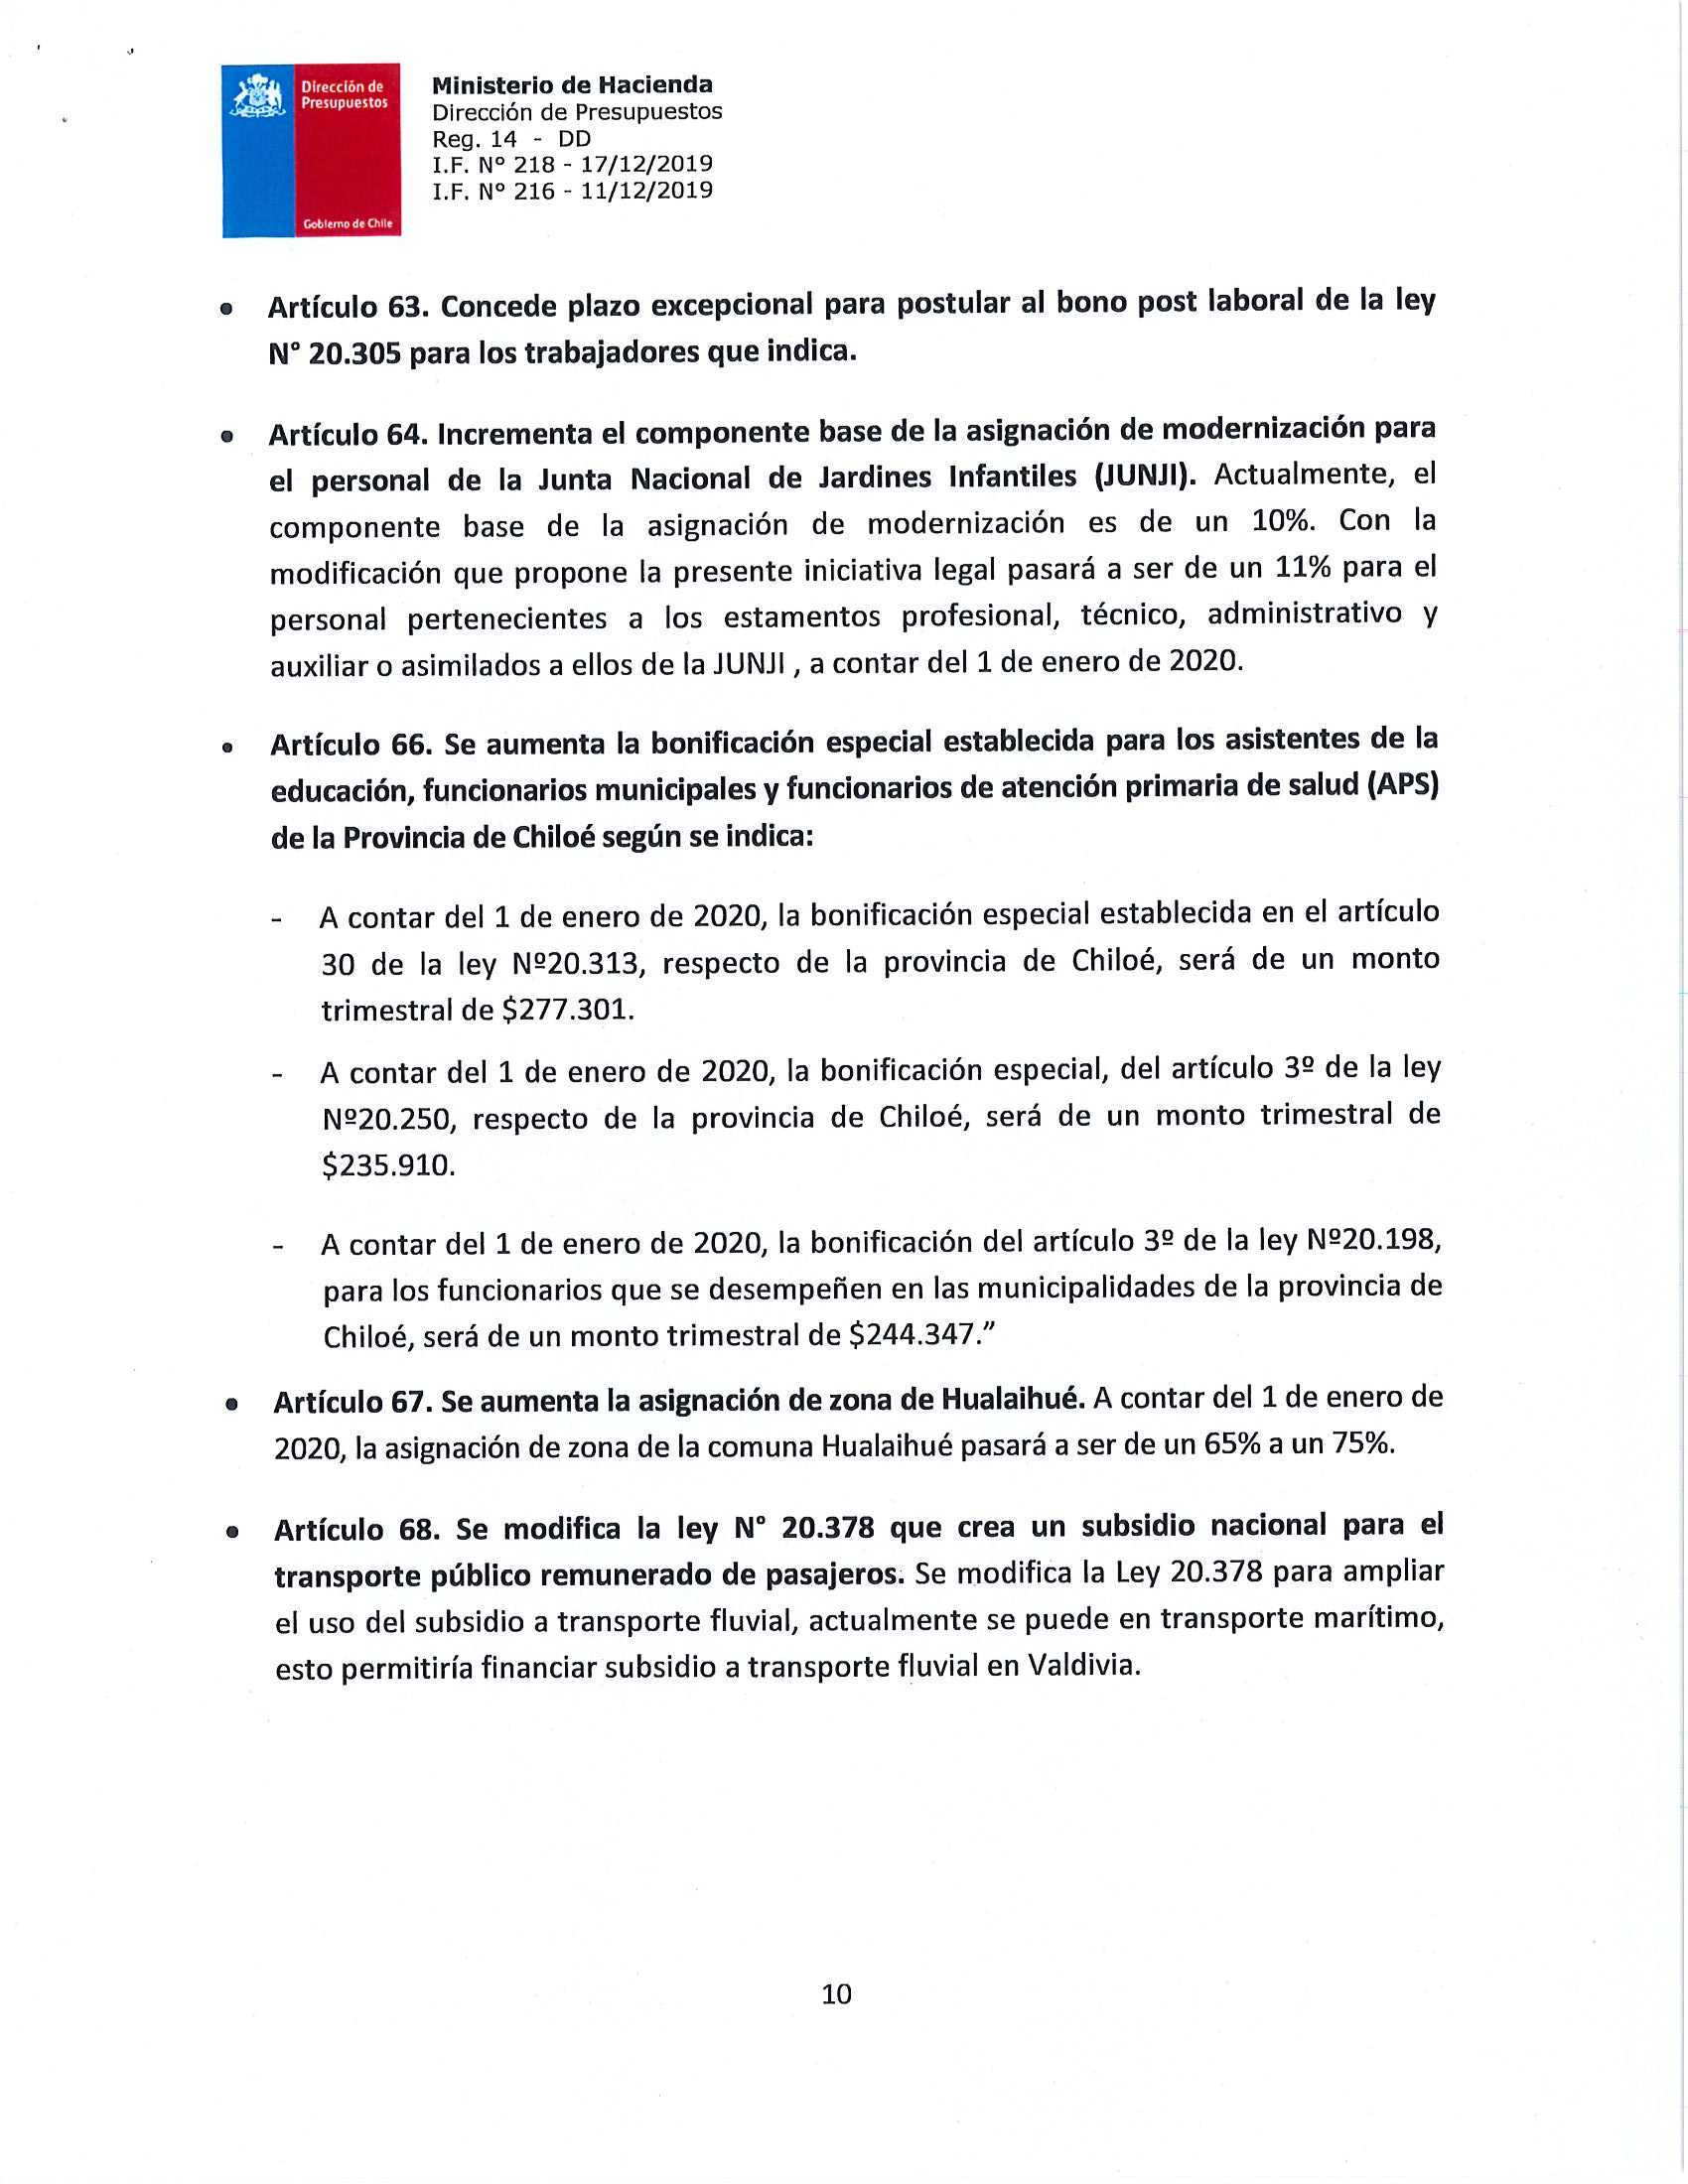 Dirección de
Presupuestos
Gobierno de Chile
Ministerio de Hacienda
Dirección de Presupuestos
Reg. 14 - DD
I.F. Nº 218 - 17/12/2019
I.F. Nº 216 - 11/12/2019
• Artículo 63. Concede plazo excepcional para postular al bono post laboral de la ley
N° 20.305 para los trabajadores que indica.
• Artículo 64. Incrementa el componente base de la asignación de modernización para
el personal de la Junta Nacional de Jardines Infantiles (JUNJI). Actualmente, el
componente base de la asignación de modernización es de un 10%. Con la
modificación que propone la presente iniciativa legal pasará a ser de un 11% para el
personal pertenecientes a los estamentos profesional, técnico, administrativo y
auxiliar o asimilados a ellos de la JUNJI , a contar del 1 de enero de 2020.
• Artículo 66. Se aumenta la bonificación especial establecida para los asistentes de la
educación, funcionarios municipales y funcionarios de atención primaria de salud (APS)
de la Provincia de Chiloé según se indica:
- A contar del 1 de enero de 2020, la bonificación especial establecida en el artículo
30 de la ley Nº20.313, respecto de la provincia de Chiloé, será de un monto
trimestral de $277.301.
- A contar del 1 de enero de 2020, la bonificación especial, del artículo 3º de la ley
Nº20.250, respecto de la provincia de Chiloé, será de un monto trimestral de
$235.910.
- A contar del 1 de enero de 2020, la bonificación del artículo 3º de la ley Nº20.198,
para los funcionarios que se desempeñen en las municipalidades de la provincia de
Chiloé, será de un monto trimestral de $244.347.”
• Artículo 67. Se aumenta la asignación de zona de Hualaihué. A contar del 1 de enero de
2020, la asignación de zona de la comuna Hualaihué pasará a ser de un 65% a un 75%.
• Artículo 68. Se modifica la ley N° 20.378 que crea un subsidio nacional para el
transporte público remunerado de pasajeros. Se modifica la Ley 20.378 para ampliar
el uso del subsidio a transporte fluvial, actualmente se puede en transporte marítimo,
esto permitiría financiar subsidio a transporte fluvial en Valdivia.
10